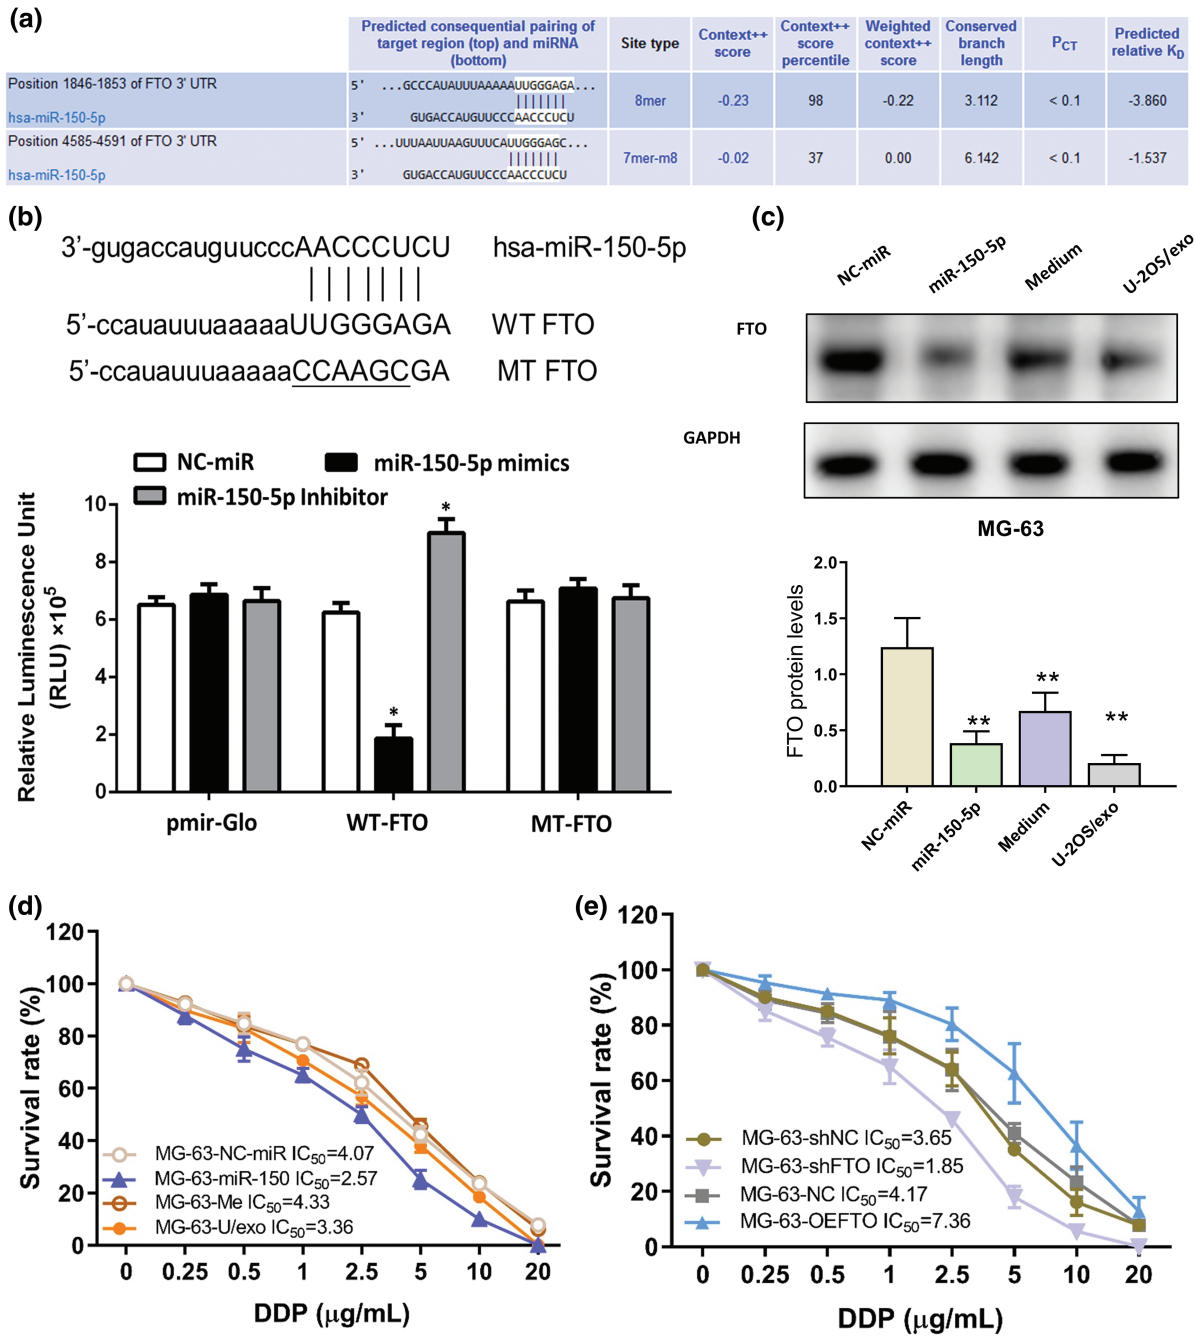 (a)
Predicted consequential pairing of target region (top) and miRNA (bottom) Site type Context++ score Context++ score percentile Weighted context++ score Conserved branch length PCT Predicted relative KD
Position 1846-1853 of FTO 3' UTR 5' ...GCCCAUAUUUAAAAAUUGGGAGA... 8mer -0.23 98 -0.22 3.112 < 0.1 -3.860
hsa-miR-150-5p 3' GUGACCAUGUUCCCAACCCUCU
Position 4585-4591 of FTO 3' UTR 5' ...UUUAAUUAAGUUUCAUUGGGAGC... 7mer-m8 -0.02 37 0.00 6.142 < 0.1 -1.537
hsa-miR-150-5p 3' GUGACCAUGUUCCCAACCCUCU
(b)
3'-gugaccauguucccAACCCUCU hsa-miR-150-5p
5'-ccauauuuaaaaaUUGGGAGA WT FTO
5'-ccauauuuaaaaaCCAAGCGA MT FTO
NC-miR
miR-150-5p mimics
miR-150-5p Inhibitor
Relative Luminescence Unit
(RLU) ×10⁵
10
8
6
4
2
0
*
*
pmir-Glo WT-FTO MT-FTO
(c)
NC-miR miR-150-5p Medium U-2OS/exo
FTO
GAPDH
MG-63
FTO protein levels
2.0
1.5
1.0
0.5
0.0
** ** **
NC-miR miR-150-5p Medium U-2OS/exo
(d)
Survival rate (%)
120
100
80
60
40
20
0
MG-63-NC-miR IC50=4.07
MG-63-miR-150 IC50=2.57
MG-63-Me IC50=4.33
MG-63-U/exo IC50=3.36
0 0.25 0.5 1 2.5 5 10 20
DDP (μg/mL)
(e)
Survival rate (%)
120
100
80
60
40
20
0
MG-63-shNC IC50=3.65
MG-63-shFTO IC50=1.85
MG-63-NC IC50=4.17
MG-63-OEFTO IC50=7.36
0 0.25 0.5 1 2.5 5 10 20
DDP (μg/mL)